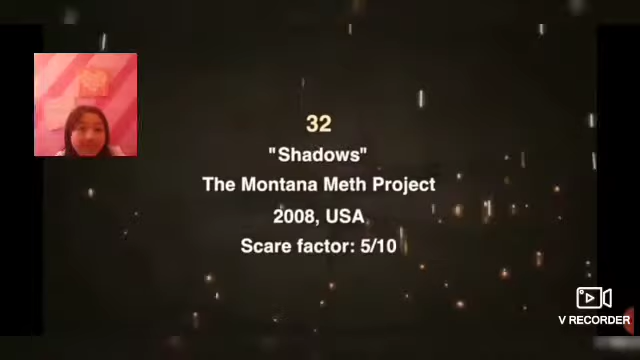 32
"Shadows"
The Montana Meth Project
2008, USA
Scare factor: 5/10
V RECORDER